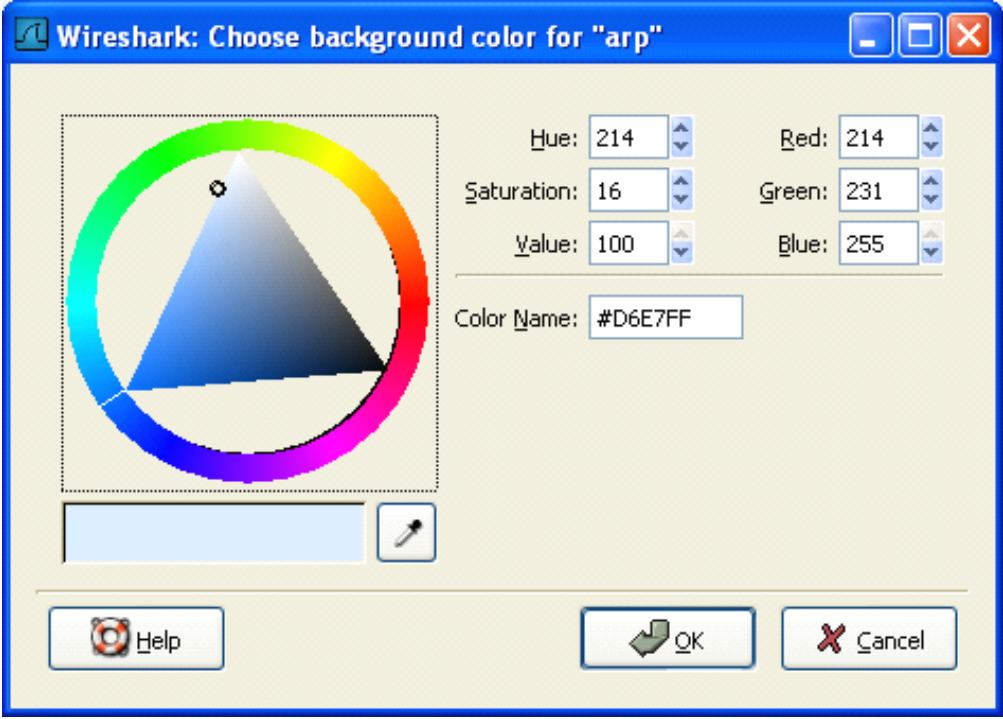 Wireshark: Choose background color for "arp"
Hue: 214 Red: 214
Saturation: 16 Green: 231
Value: 100 Blue: 255
Color Name: #D6E7FF
Help OK Cancel